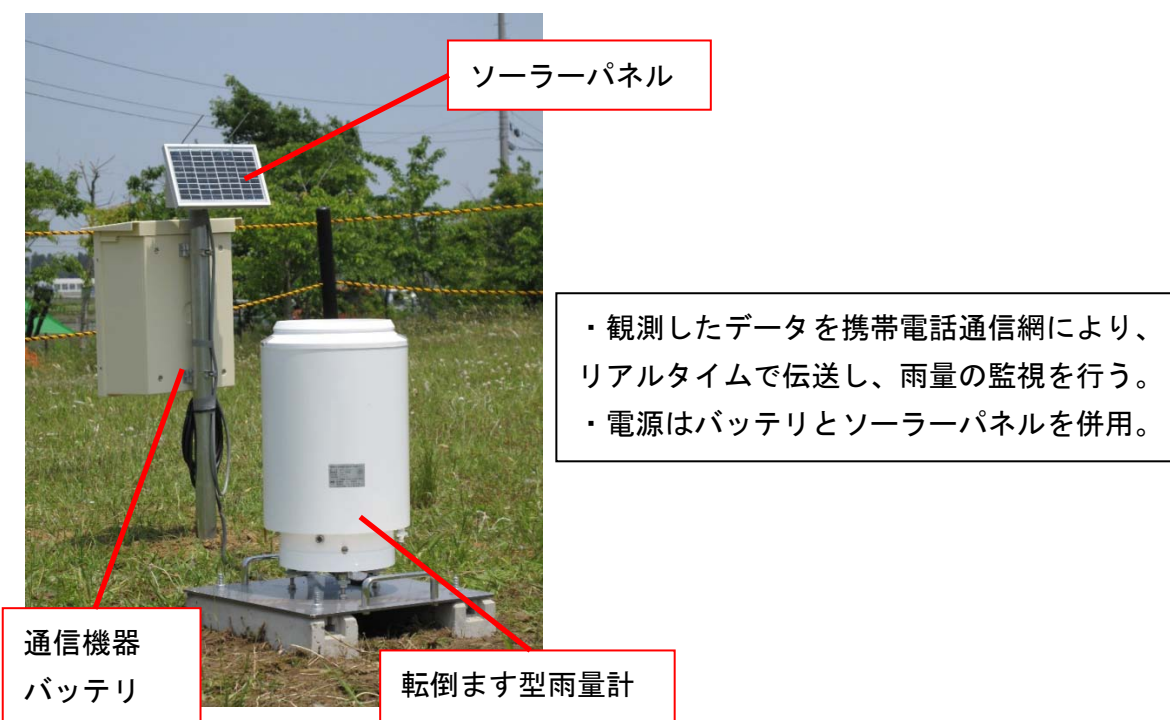 ソーラーパネル
・観測したデータを携帯電話通信網により、
リアルタイムで伝送し、雨量の監視を行う。
・電源はバッテリとソーラーパネルを併用。
通信機器
バッテリ
転倒ます型雨量計